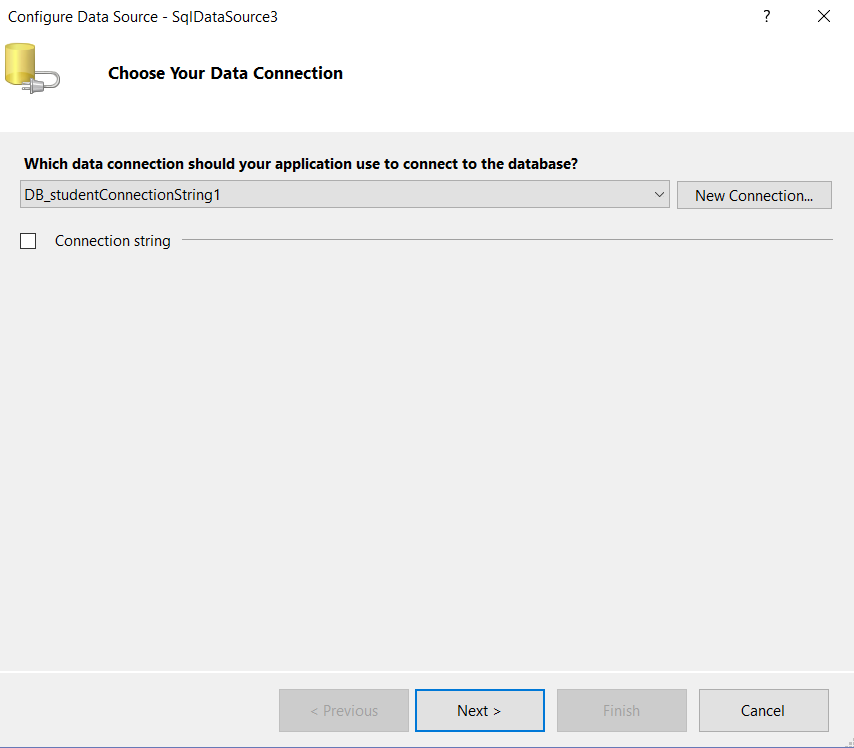 Configure Data Source - SqlDataSource3
?
Choose Your Data Connection
Which data connection should your application use to connect to the database?
DB_studentConnectionString1
New Connection...
Connection string
< Previous
Next >
Finish
Cancel